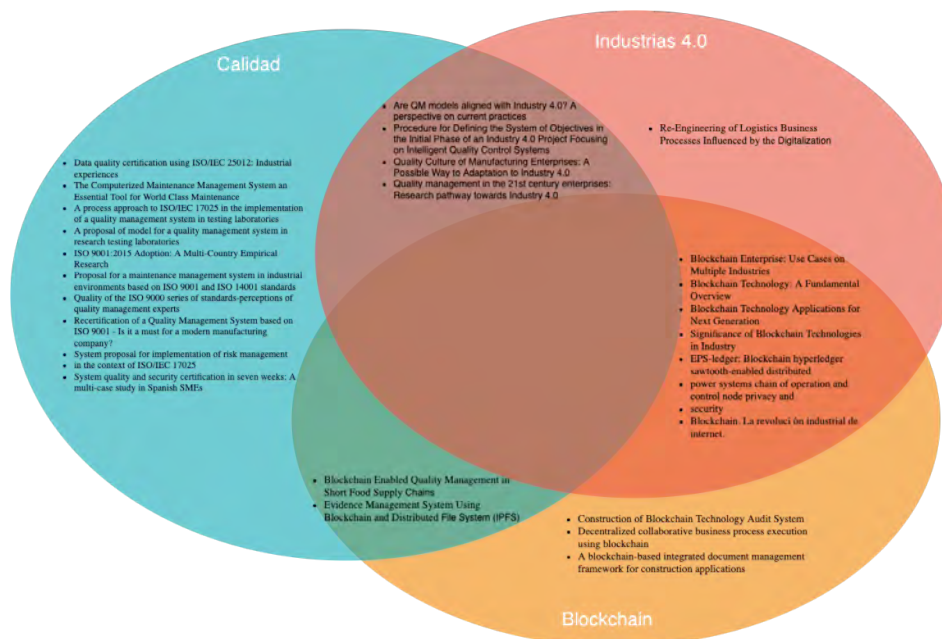 Calidad
Industrias 4.0
• Are QM models aligned with Industry 4.0? A
perspective on current practices
• Procedure for Defining the System of Objectives in
the Initial Phase of an Industry 4.0 Project Focusing
on Intelligent Quality Control Systems
• Quality Culture of Manufacturing Enterprises: A
Possible Way to Adaptation to Industry 4.0
• Quality management in the 21st century enterprises:
Research pathway towards Industry 4.0
• Re-Engineering of Logistics Business
Processes Influenced by the Digitalization
• Data quality certification using ISO/IEC 25012: Industrial
experiences
• The Computerized Maintenance Management System an
Essential Tool for World Class Maintenance
• A process approach to ISO/IEC 17025 in the implementation
of a quality management system in testing laboratories
• A proposal of model for a quality management system in
research testing laboratories
• ISO 9001:2015 Adoption: A Multi-Country Empirical
Research
• Proposal for a maintenance management system in industrial
environments based on ISO 9001 and ISO 14001 standards
• Quality of the ISO 9000 series of standards-perceptions of
quality management experts
• Recertification of a Quality Management System based on
ISO 9001 - Is it a must for a modern manufacturing
company?
• System proposal for implementation of risk management
• in the context of ISO/IEC 17025
• System quality and security certification in seven weeks: A
multi-case study in Spanish SMEs
• Blockchain Enterprise: Use Cases on
Multiple Industries
• Blockchain Technology: A Fundamental
Overview
• Blockchain Technology Applications for
Next Generation
• Significance of Blockchain Technologies
in Industry
• EPS-ledger: Blockchain hyperledger
sawtooth-enabled distributed
• power systems chain of operation and
control node privacy and
• security
• Blockchain: La revoluci ón industrial de
internet.
• Blockchain Enabled Quality Management in
Short Food Supply Chains
• Evidence Management System Using
Blockchain and Distributed File System (IPFS)
• Construction of Blockchain Technology Audit System
• Decentralized collaborative business process execution
using blockchain
• A blockchain-based integrated document management
framework for construction applications
Blockchain